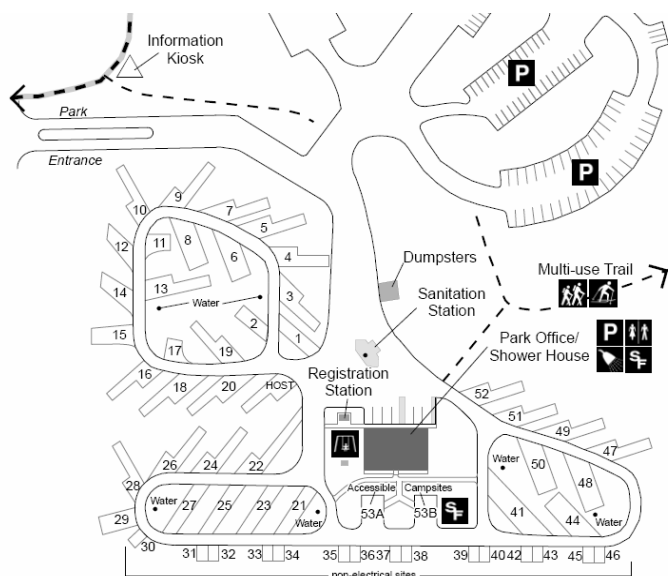 Information
Kiosk
Park
Entrance
P
P
10
9
7
5
12
11
8
6
4
14
13
3
Water
2
1
15
17
19
16
18
20
HOST
Dumpsters
Sanitation
Station
Multi-use Trail
Park Office/
Shower House
P
SF
Registration
Station
52
51
49
47
Water
50
48
41
44
Water
26
24
22
28
Water
27
25
23
21
Water
29
30
Accessible Campsites
53A
53B
SF
31
32
33
34
35
36
37
38
39
40
42
43
45
46
non-electrical sites